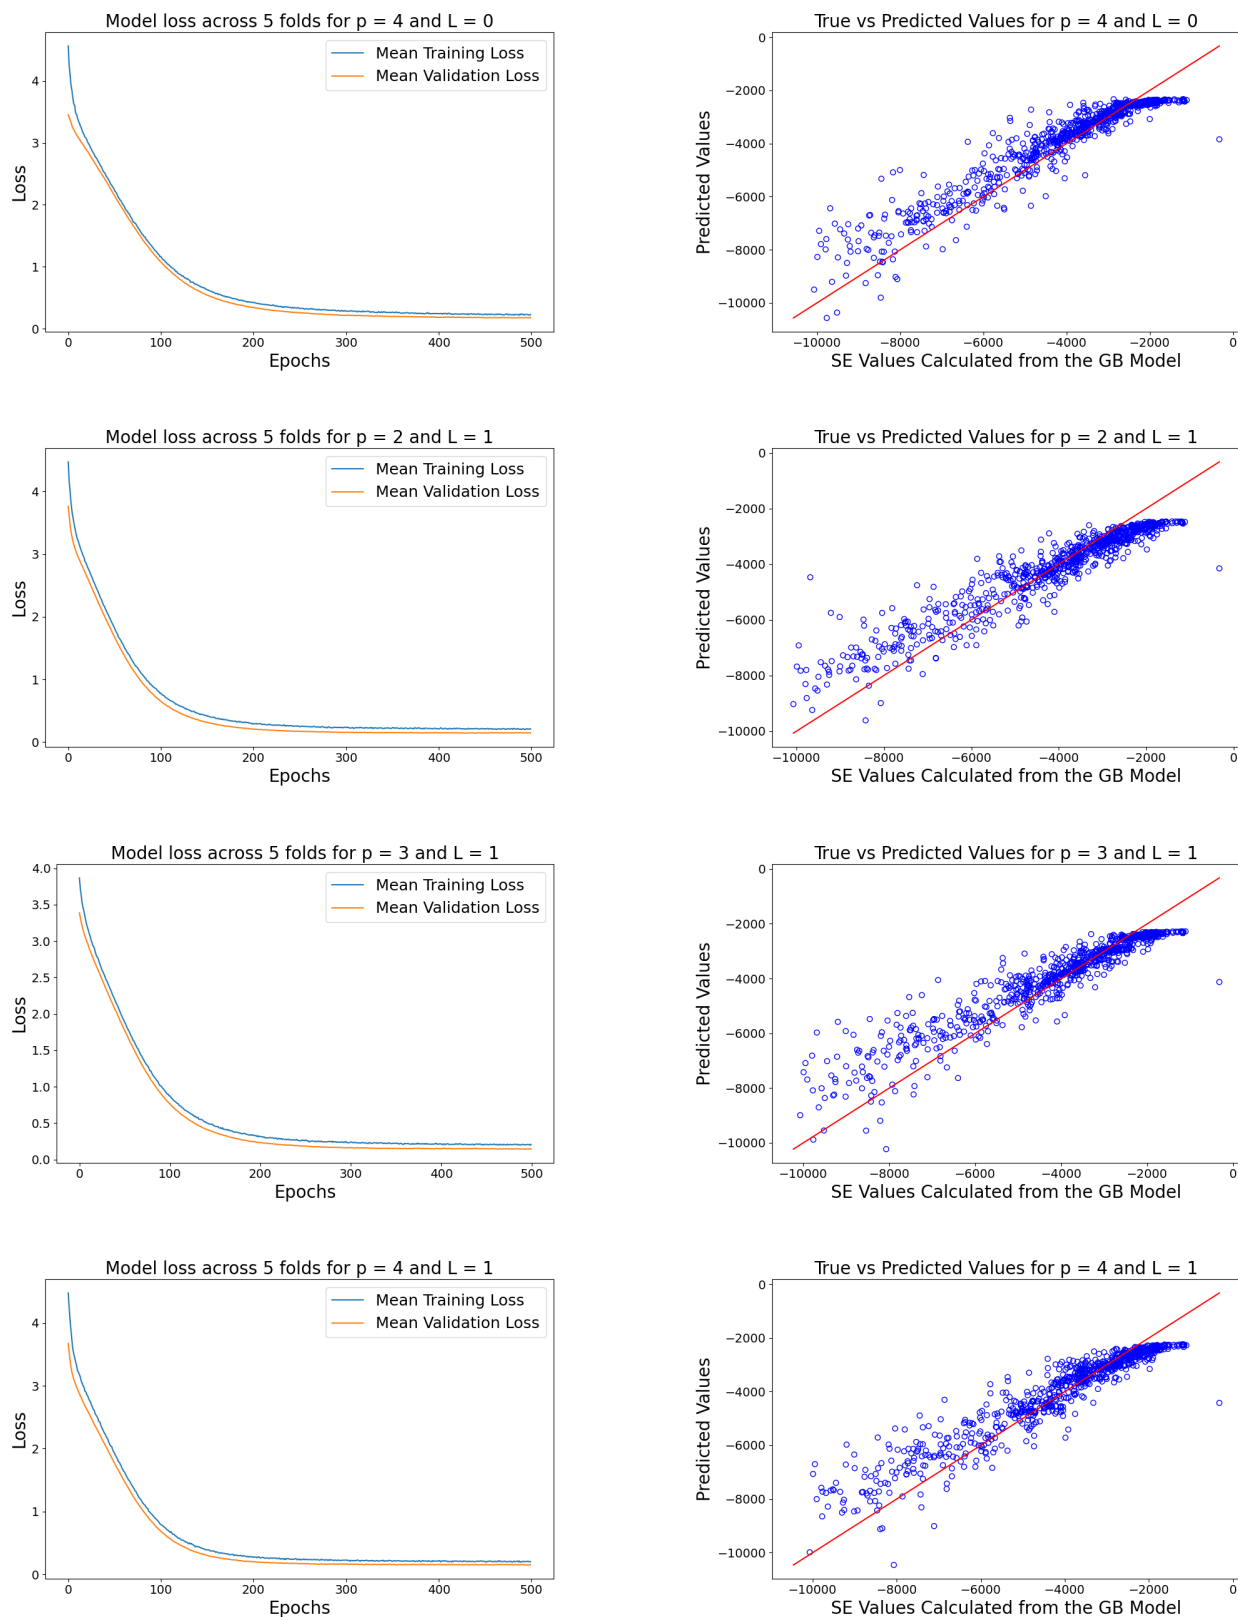 Model loss across 5 folds for p = 4 and L = 0
Mean Training Loss
Mean Validation Loss
Loss
4
3
2
1
0
0 100 200 300 400 500
Epochs
True vs Predicted Values for p = 4 and L = 0
Predicted Values
0
−2000
−4000
−6000
−8000
−10000
−10000 −8000 −6000 −4000 −2000 0
SE Values Calculated from the GB Model
Model loss across 5 folds for p = 2 and L = 1
Mean Training Loss
Mean Validation Loss
Loss
4
3
2
1
0
0 100 200 300 400 500
Epochs
True vs Predicted Values for p = 2 and L = 1
Predicted Values
0
−2000
−4000
−6000
−8000
−10000
−10000 −8000 −6000 −4000 −2000 0
SE Values Calculated from the GB Model
Model loss across 5 folds for p = 3 and L = 1
Mean Training Loss
Mean Validation Loss
Loss
4.0
3.5
3.0
2.5
2.0
1.5
1.0
0.5
0.0
0 100 200 300 400 500
Epochs
True vs Predicted Values for p = 3 and L = 1
Predicted Values
0
−2000
−4000
−6000
−8000
−10000
−10000 −8000 −6000 −4000 −2000 0
SE Values Calculated from the GB Model
Model loss across 5 folds for p = 4 and L = 1
Mean Training Loss
Mean Validation Loss
Loss
4
3
2
1
0
0 100 200 300 400 500
Epochs
True vs Predicted Values for p = 4 and L = 1
Predicted Values
0
−2000
−4000
−6000
−8000
−10000
−10000 −8000 −6000 −4000 −2000 0
SE Values Calculated from the GB Model